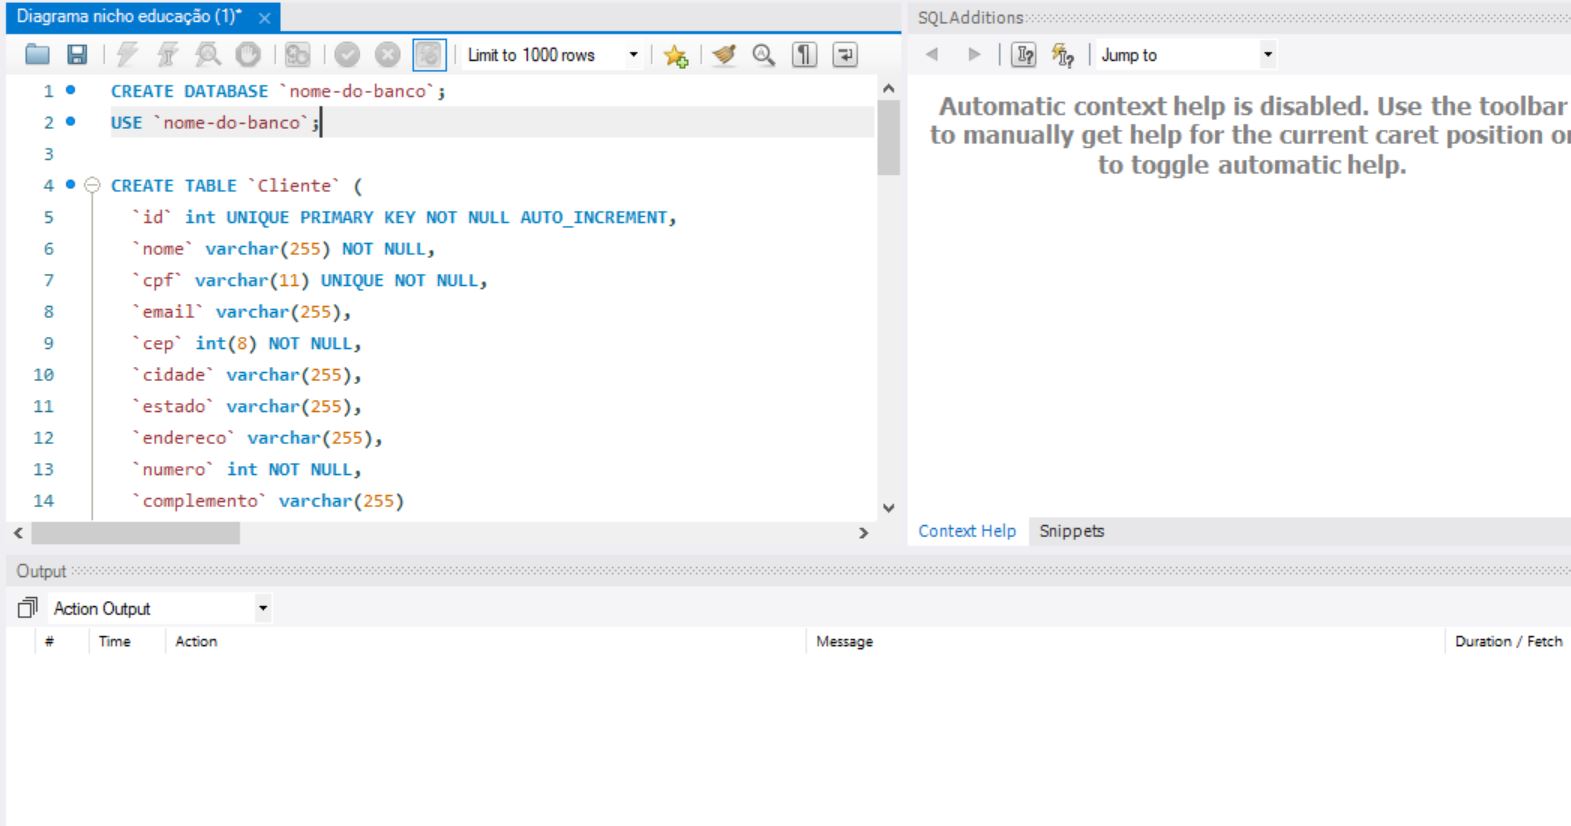 Diagrama nicho educação (1)*
Limit to 1000 rows
1 CREATE DATABASE `nome-do-banco`;
2 USE `nome-do-banco`;
3
4 CREATE TABLE `Cliente` (
5 `id` int UNIQUE PRIMARY KEY NOT NULL AUTO_INCREMENT,
6 `nome` varchar(255) NOT NULL,
7 `cpf` varchar(11) UNIQUE NOT NULL,
8 `email` varchar(255),
9 `cep` int(8) NOT NULL,
10 `cidade` varchar(255),
11 `estado` varchar(255),
12 `endereco` varchar(255),
13 `numero` int NOT NULL,
14 `complemento` varchar(255)
SQLAdditions
Jump to
Automatic context help is disabled. Use the toolbar
to manually get help for the current caret position or
to toggle automatic help.
Context Help Snippets
Output
Action Output
# Time Action Message Duration / Fetch